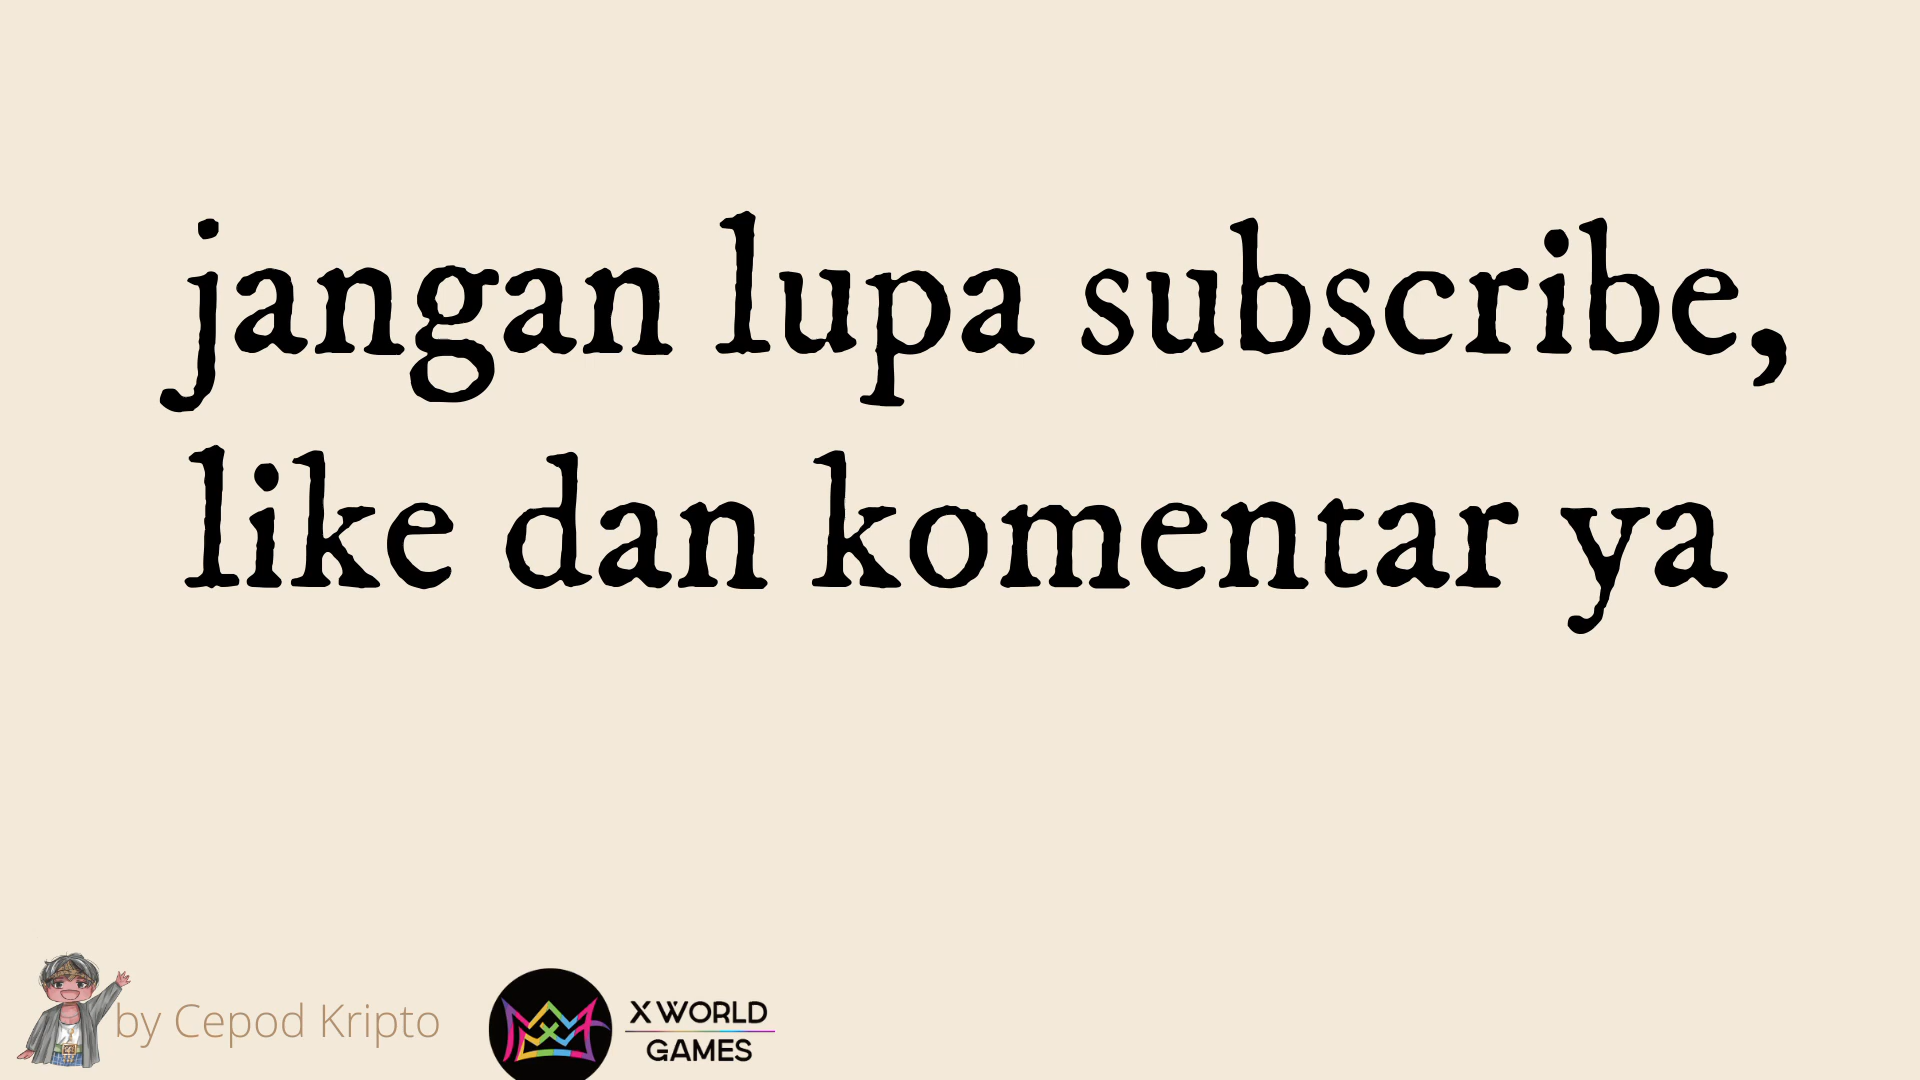 jangan lupa subscribe,
like dan komentar ya
by Cepod Kripto
X WORLD
GAMES